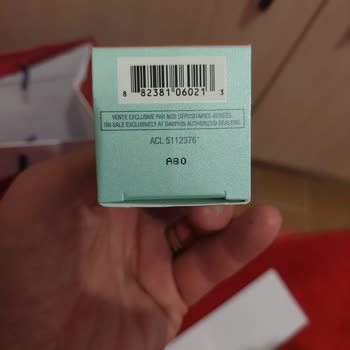 8 82381 06021 3
VENTE EXCLUSIVE PAR NOS DEPOSITAIRES AGREES.
ON SALE EXCLUSIVELY AT DARPHIN AUTHORIZED DEALERS.
ACL 5112376*
A80